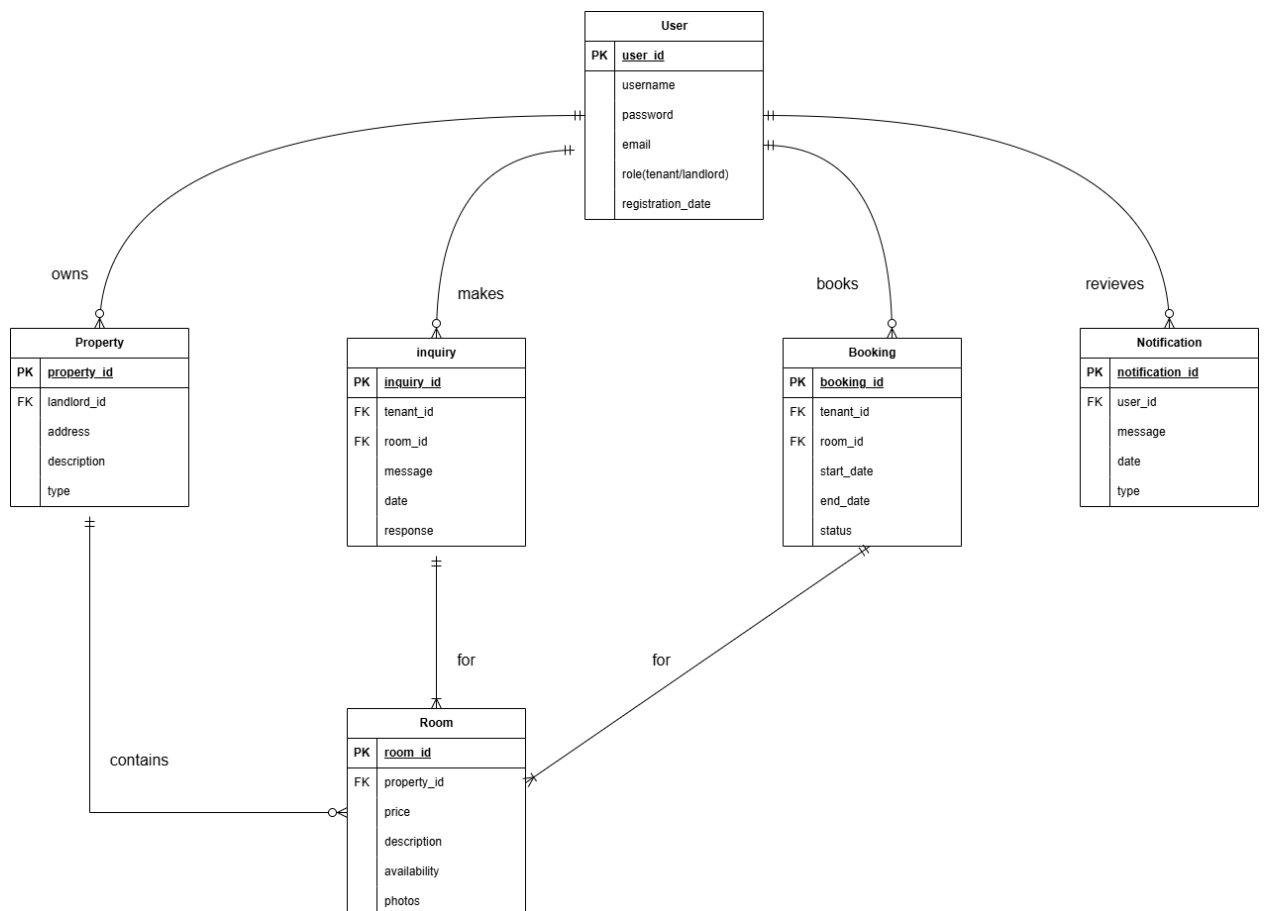 User
PK user_id
username
password
email
role(tenant/landlord)
registration_date
owns
makes
books
revieves
Property
PK property_id
FK landlord_id
address
description
type
inquiry
PK inquiry_id
FK tenant_id
FK room_id
message
date
response
Booking
PK booking_id
FK tenant_id
FK room_id
start_date
end_date
status
Notification
PK notification_id
FK user_id
message
date
type
for
for
contains
Room
PK room_id
FK property_id
price
description
availability
photos